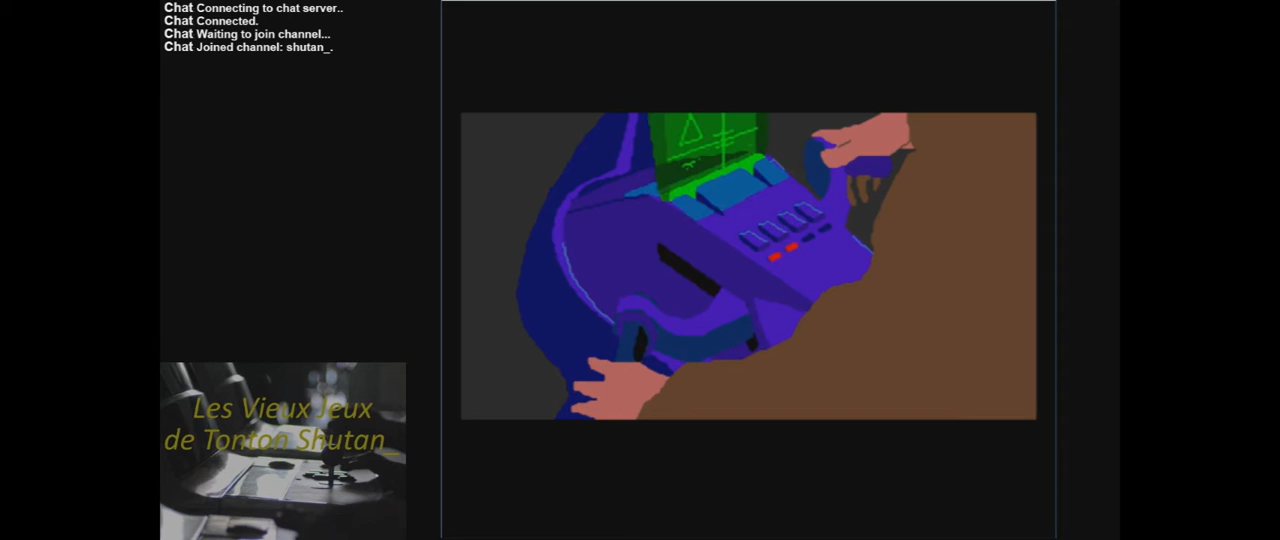 Chat Connecting to chat server..
Chat Connected.
Chat Waiting to join channel...
Chat Joined channel: shutan_.
Les Vieux Jeux
de Tonton Shutan_